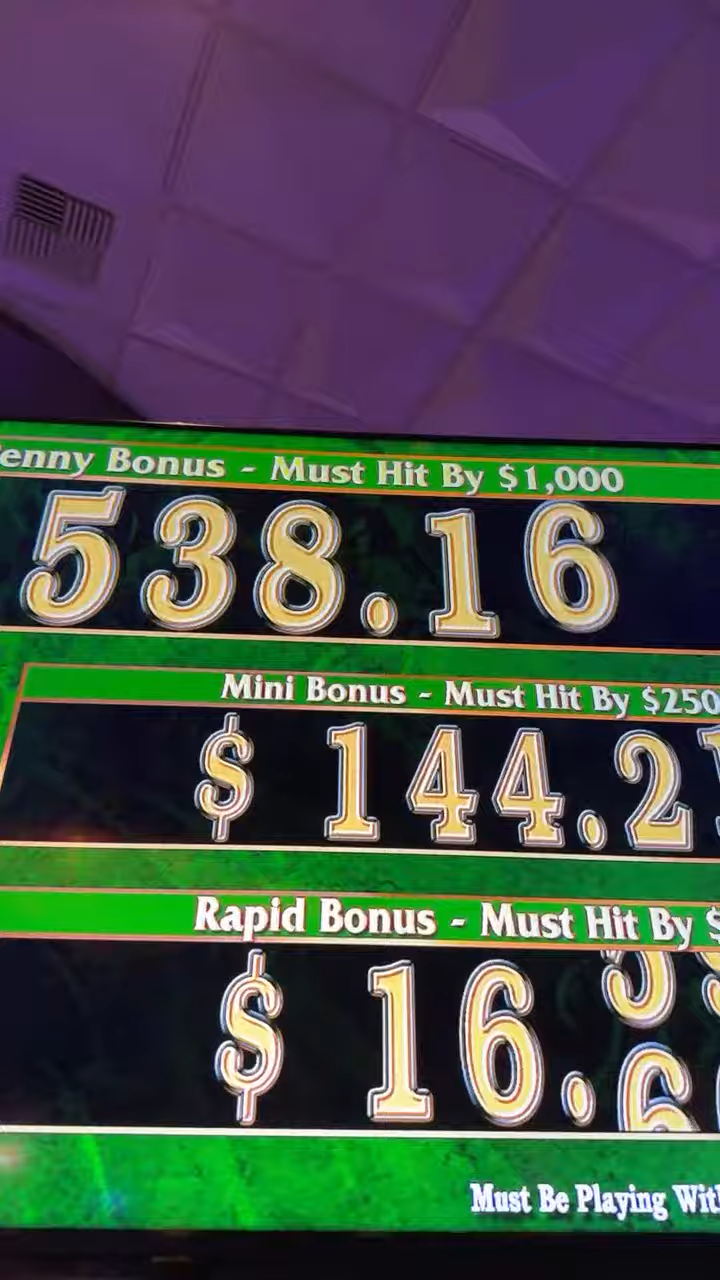 enny Bonus - Must Hit By $1,000
538.16
Mini Bonus - Must Hit By $250
$ 144.2
Rapid Bonus - Must Hit By $
$ 16.
Must Be Playing Wit